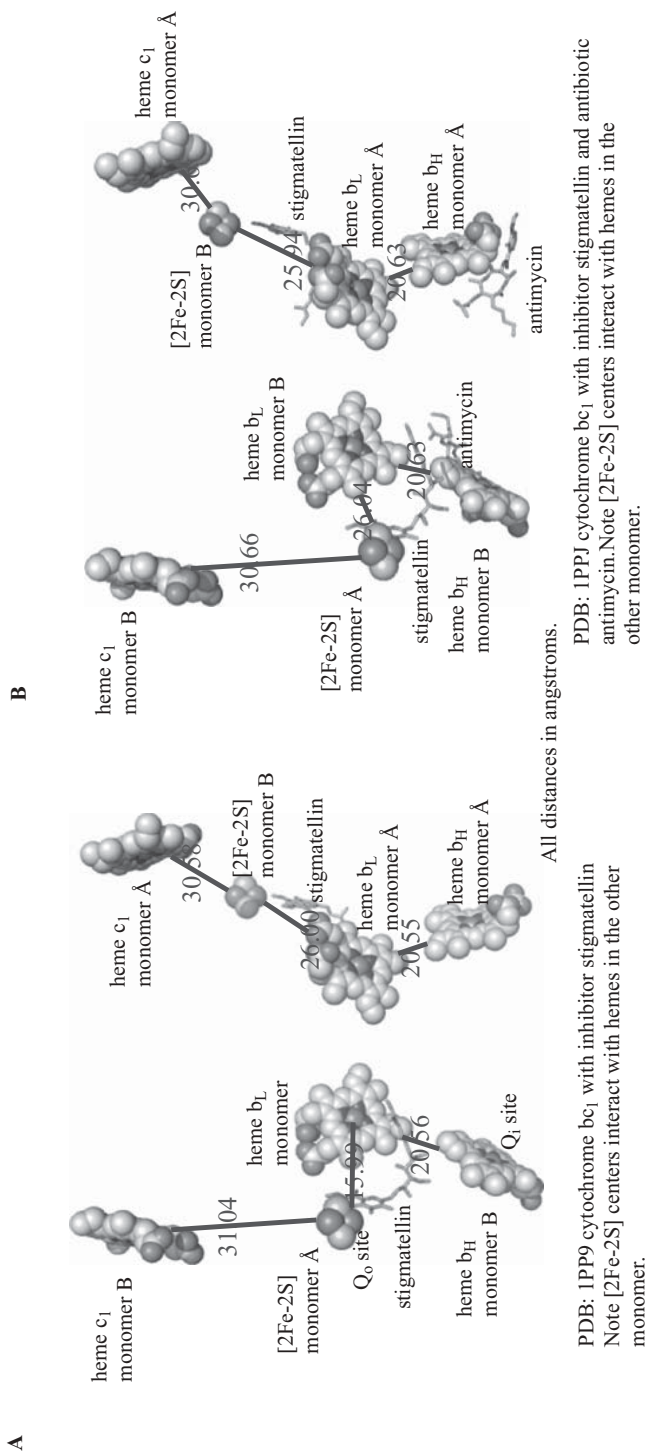 A
heme c1
monomer B
31.04
[2Fe-2S]
monomer Å
Qo site
stigmatellin
heme bL
monomer
20.56
heme bH
monomer B
Qi site
heme c1
monomer Å
[2Fe-2S]
monomer B
26.00
stigmatellin
heme bL
monomer Å
20.55
heme bH
monomer Å
PDB: 1PP9 cytochrome bc1 with inhibitor stigmatellin
Note [2Fe-2S] centers interact with hemes in the other
monomer.
All distances in angstroms.
B
heme c1
monomer B
30.66
[2Fe-2S]
monomer Å
26.04
stigmatellin
heme bL
monomer B
20.63
antimycin
heme bH
monomer B
heme c1
monomer Å
[2Fe-2S]
monomer B
25.94
stigmatellin
heme bL
monomer Å
20.63
heme bH
monomer Å
antimycin
PDB: 1PPJ cytochrome bc1 with inhibitor stigmatellin and antibiotic
antimycin.Note [2Fe-2S] centers interact with hemes in the
other monomer.